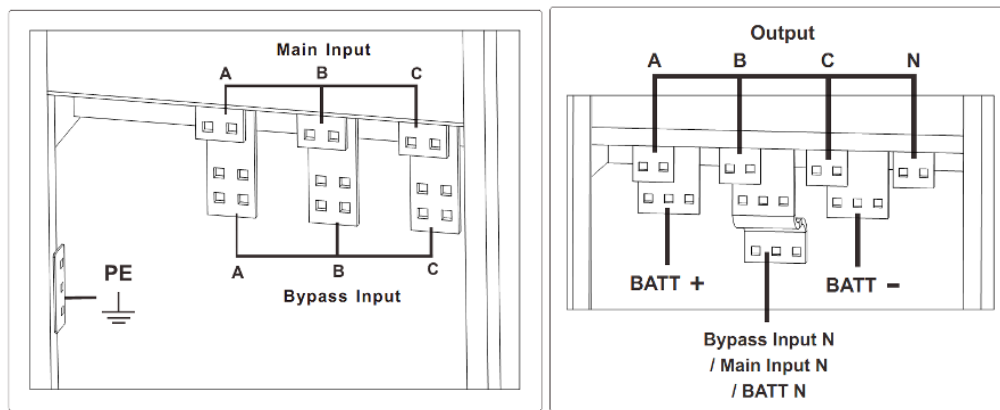 Main Input
A B C
PE
A B C
Bypass Input
Output
A B C N
BATT + BATT −
Bypass Input N
/ Main Input N
/ BATT N